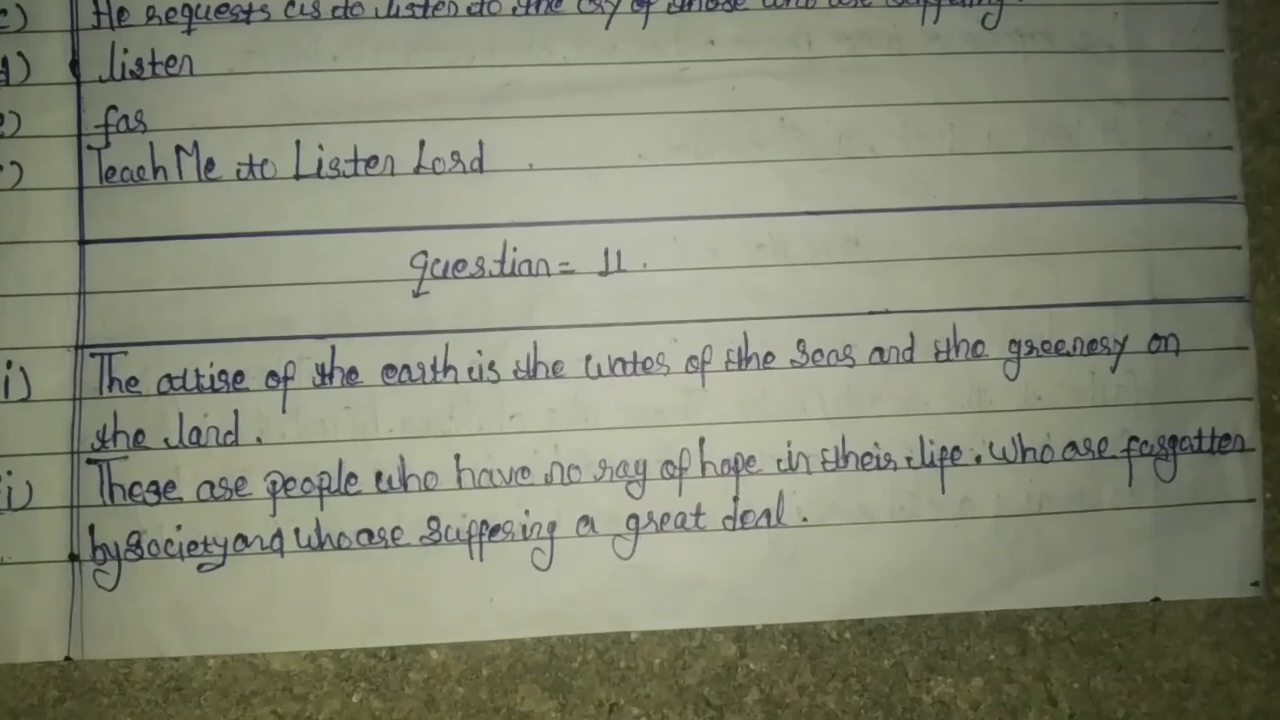 c) He requests us to listen to the cry of those who are suffering.
d) listen
e) far
) Teach Me to Listen Lord .
question = 11 .
i) The attire of the earth is the water of the seas and the greenesy on
the land .
ii) These are people who have no ray of hope in their life . Who are forgatten
by society and who are suffering a great deal .